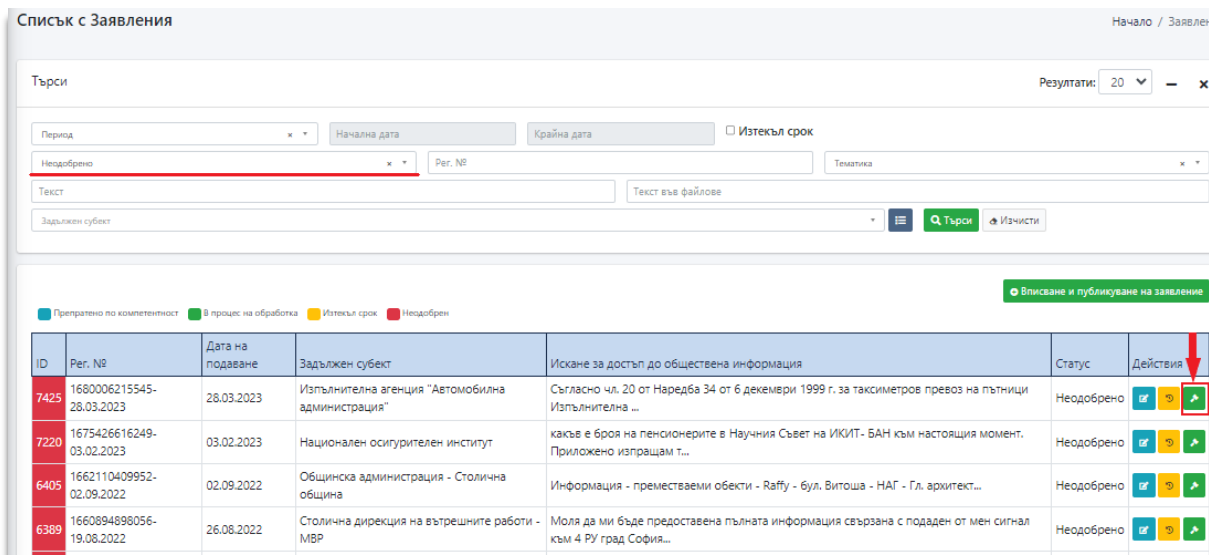 Списък с Заявления
Начало / Заявлен
Търси
Резултати: 20
Период
Начална дата
Крайна дата
Изтекъл срок
Неодобрено
Рег. №
Тематика
Текст
Текст във файлове
Задължен субект
Търси
Изчисти
Вписване и публикуване на заявление
Препратено по компетентност
В процес на обработка
Изтекъл срок
Неодобрен
ID
Рег. №
Дата на
подаване
Задължен субект
Искане за достъп до обществена информация
Статус
Действия
7425
1680006215545-
28.03.2023
28.03.2023
Изпълнителна агенция "Автомобилна
администрация"
Съгласно чл. 20 от Наредба 34 от 6 декември 1999 г. за таксиметров превоз на пътници
Изпълнителна ...
Неодобрено
7220
1675426616249-
03.02.2023
03.02.2023
Национален осигурителен институт
какъв е броя на пенсионерите в Научния Съвет на ИКИТ- БАН към настоящия момент.
Приложено изпращам т...
Неодобрено
6405
1662110409952-
02.09.2022
02.09.2022
Общинска администрация - Столична
община
Информация - преместваеми обекти - Raffy - бул. Витоша - НАГ - Гл. архитект...
Неодобрено
6389
1660894898056-
19.08.2022
26.08.2022
Столична дирекция на вътрешните работи -
МВР
Моля да ми бъде предоставена пълната информация свързана с подаден от мен сигнал
към 4 РУ град София...
Неодобрено